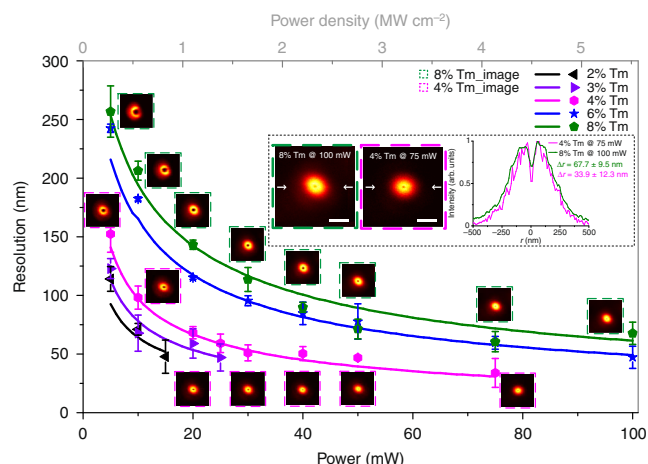 Power density (MW cm⁻²)
0 1 2 3 4 5
300
250
200
150
100
50
0
Resolution (nm)
8% Tm_image
4% Tm_image
2% Tm
3% Tm
4% Tm
6% Tm
8% Tm
8% Tm @ 100 mW
4% Tm @ 75 mW
Intensity (arb. units)
1
0
4% Tm @ 75 mW
8% Tm @ 100 mW
Δr = 67.7 ± 9.5 nm
Δr = 33.9 ± 12.3 nm
−500 −250 0 250 500
r (nm)
0 20 40 60 80 100
Power (mW)